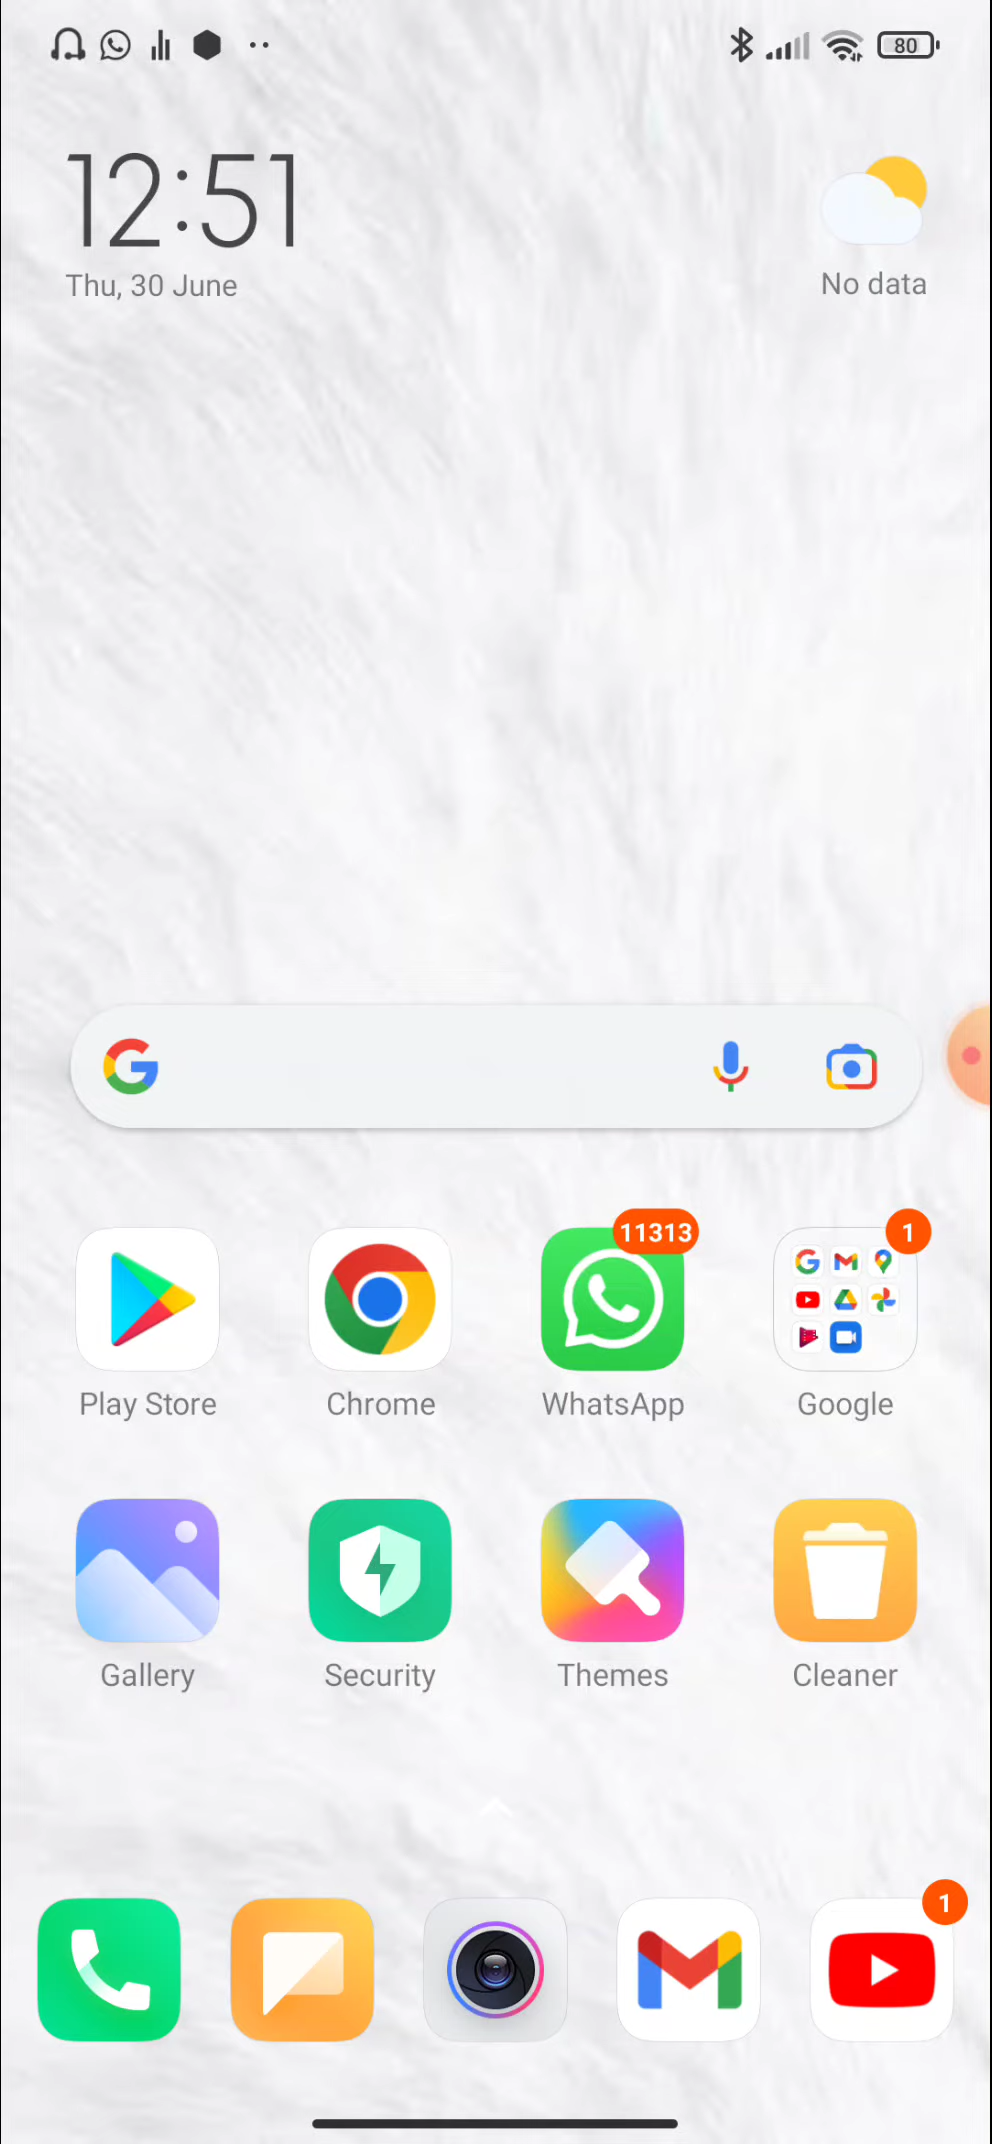 80
12:51
Thu, 30 June
No data
11313
1
Play Store
Chrome
WhatsApp
Google
Gallery
Security
Themes
Cleaner
1